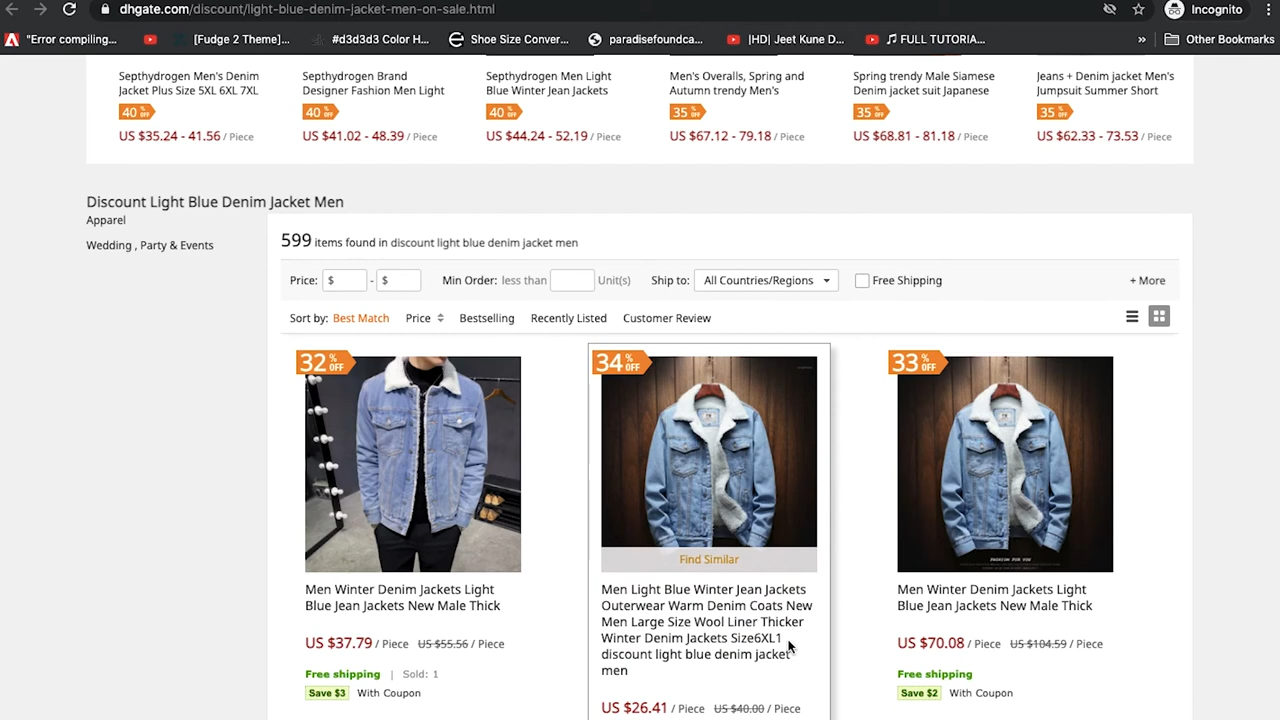 dhgate.com/discount/light-blue-denim-jacket-men-on-sale.html
Incognito
"Error compiling...
[Fudge 2 Theme]...
#d3d3d3 Color H...
Shoe Size Conver...
paradisefoundca...
|HD| Jeet Kune D...
♫ FULL TUTORIA...
»
Other Bookmarks
Septhydrogen Men's Denim
Jacket Plus Size 5XL 6XL 7XL
40 % OFF
US $35.24 - 41.56 / Piece
Septhydrogen Brand
Designer Fashion Men Light
40 % OFF
US $41.02 - 48.39 / Piece
Septhydrogen Men Light
Blue Winter Jean Jackets
40 % OFF
US $44.24 - 52.19 / Piece
Men's Overalls, Spring and
Autumn trendy Men's
35 % OFF
US $67.12 - 79.18 / Piece
Spring trendy Male Siamese
Denim jacket suit Japanese
35 % OFF
US $68.81 - 81.18 / Piece
Jeans + Denim jacket Men's
Jumpsuit Summer Short
35 % OFF
US $62.33 - 73.53 / Piece
Discount Light Blue Denim Jacket Men
Apparel
Wedding , Party & Events
599 items found in discount light blue denim jacket men
Price: $ - $ Min Order: less than Unit(s) Ship to: All Countries/Regions Free Shipping + More
Sort by: Best Match Price Bestselling Recently Listed Customer Review
32 % OFF
Men Winter Denim Jackets Light
Blue Jean Jackets New Male Thick
US $37.79 / Piece US $55.56 / Piece
Free shipping | Sold: 1
Save $3 With Coupon
34 % OFF
Find Similar
Men Light Blue Winter Jean Jackets
Outerwear Warm Denim Coats New
Men Large Size Wool Liner Thicker
Winter Denim Jackets Size6XL1
discount light blue denim jacket
men
US $26.41 / Piece US $40.00 / Piece
33 % OFF
FASHION FOR YOU
Men Winter Denim Jackets Light
Blue Jean Jackets New Male Thick
US $70.08 / Piece US $104.59 / Piece
Free shipping
Save $2 With Coupon